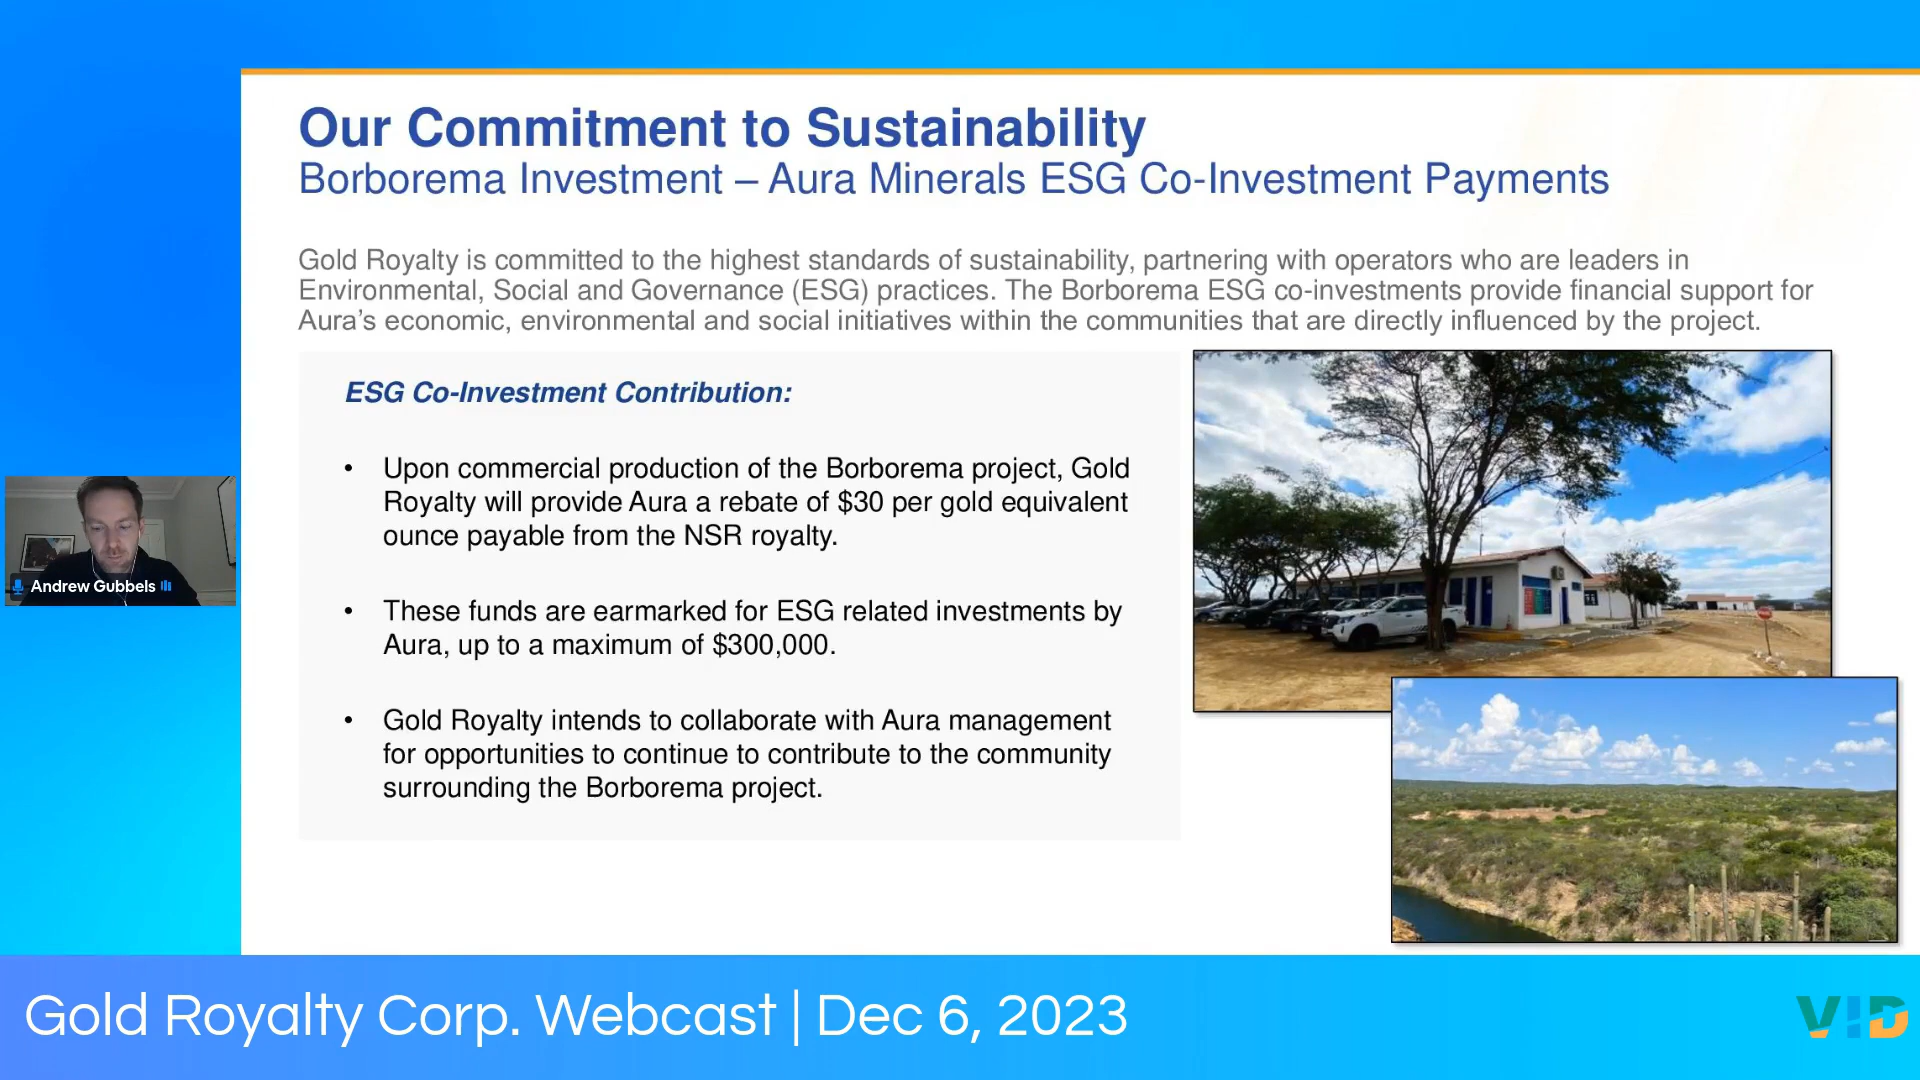 Our Commitment to Sustainability
Borborema Investment – Aura Minerals ESG Co-Investment Payments
Gold Royalty is committed to the highest standards of sustainability, partnering with operators who are leaders in
Environmental, Social and Governance (ESG) practices. The Borborema ESG co-investments provide financial support for
Aura’s economic, environmental and social initiatives within the communities that are directly influenced by the project.
ESG Co-Investment Contribution:
• Upon commercial production of the Borborema project, Gold
Royalty will provide Aura a rebate of $30 per gold equivalent
ounce payable from the NSR royalty.
• These funds are earmarked for ESG related investments by
Aura, up to a maximum of $300,000.
• Gold Royalty intends to collaborate with Aura management
for opportunities to continue to contribute to the community
surrounding the Borborema project.
Andrew Gubbels
Gold Royalty Corp. Webcast | Dec 6, 2023
VID